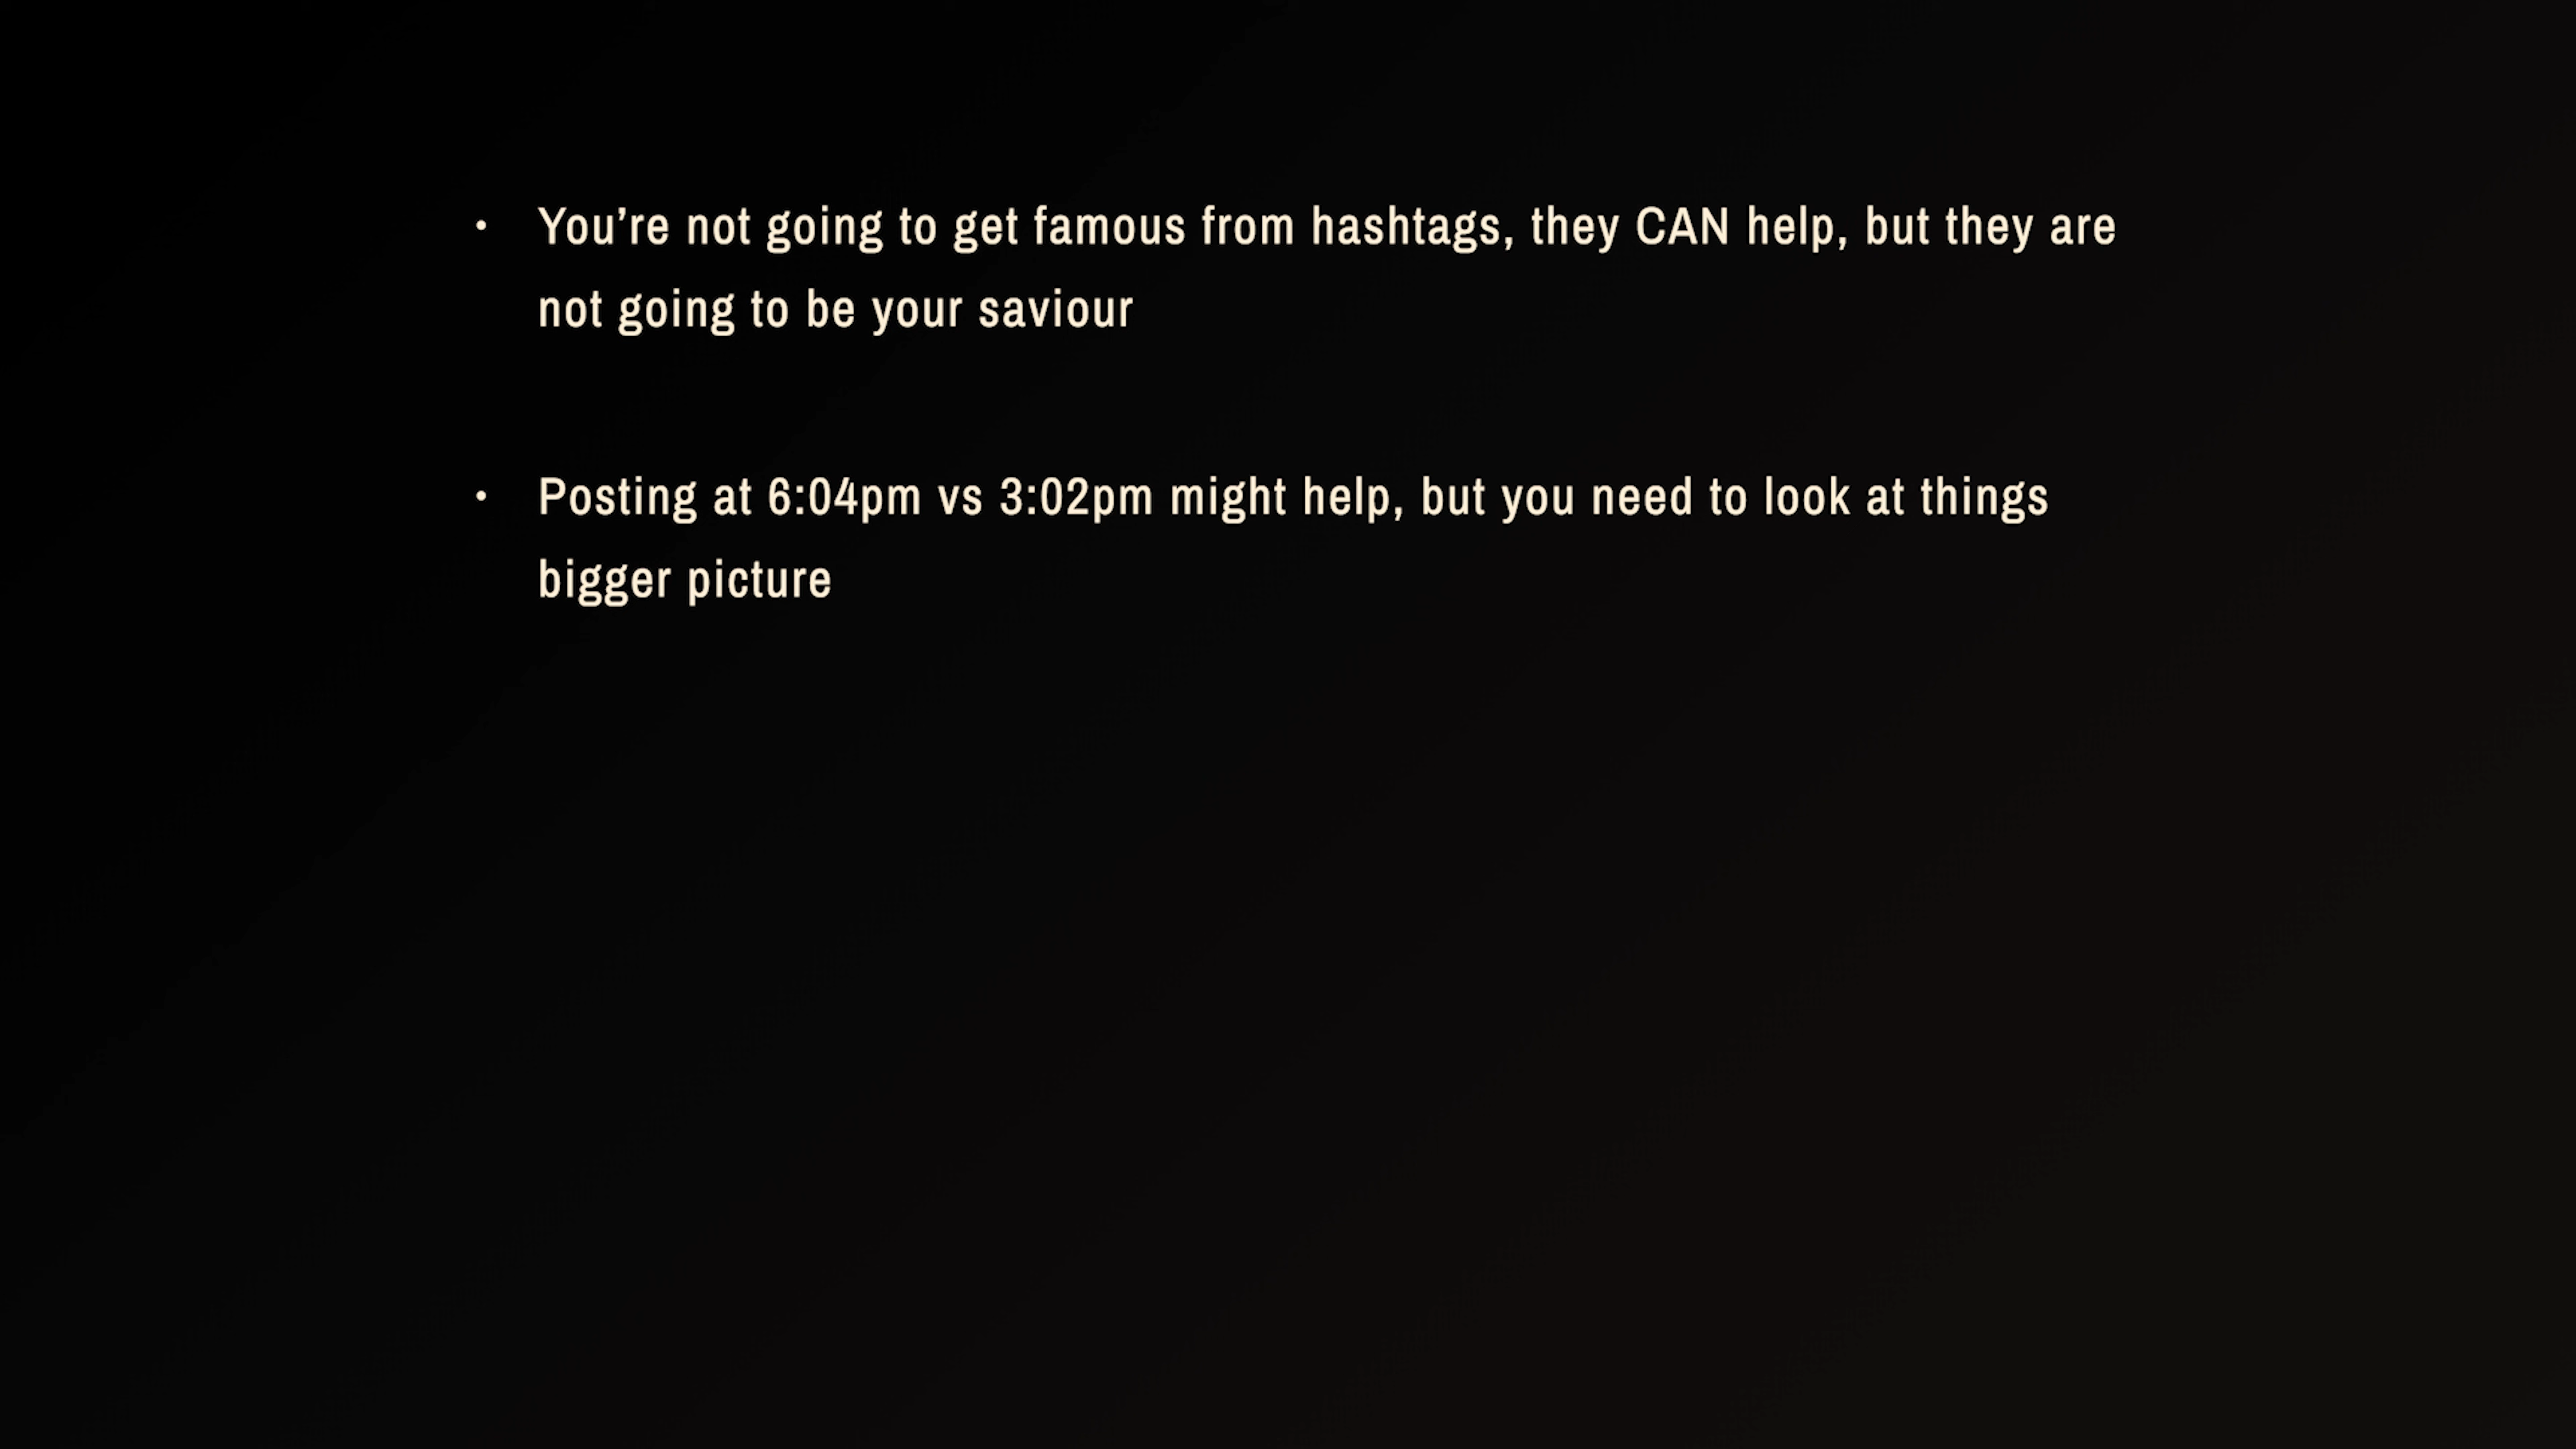 • You’re not going to get famous from hashtags, they CAN help, but they are
not going to be your saviour
• Posting at 6:04pm vs 3:02pm might help, but you need to look at things
bigger picture